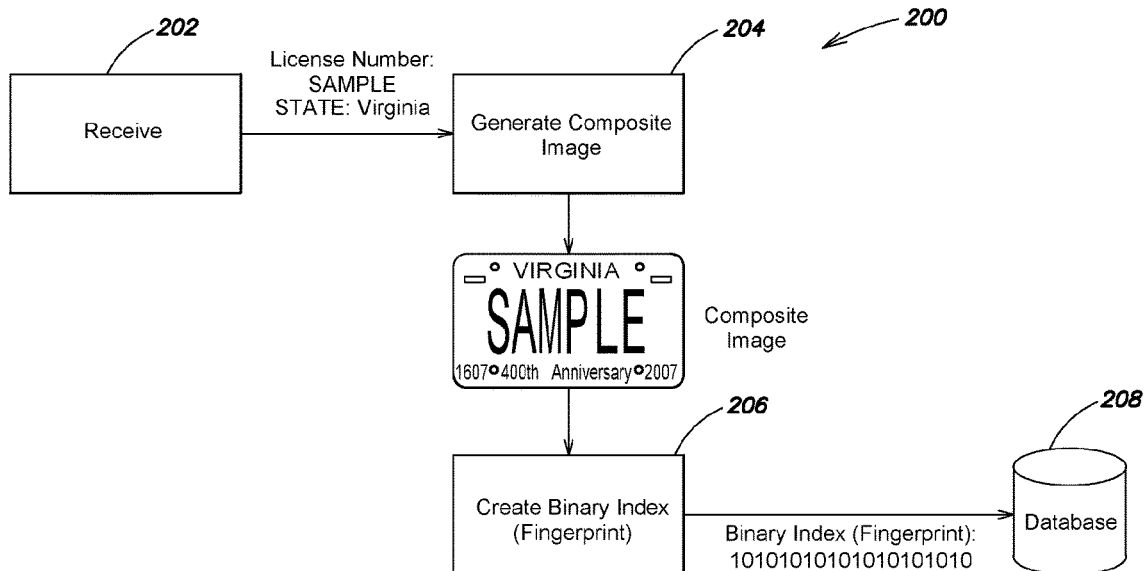 202
204
200
License Number:
SAMPLE
STATE: Virginia
Receive
Generate Composite
Image
VIRGINIA
SAMPLE
1607 400th Anniversary 2007
Composite
Image
206
208
Create Binary Index
(Fingerprint)
Database
Binary Index (Fingerprint):
10101010101010101010